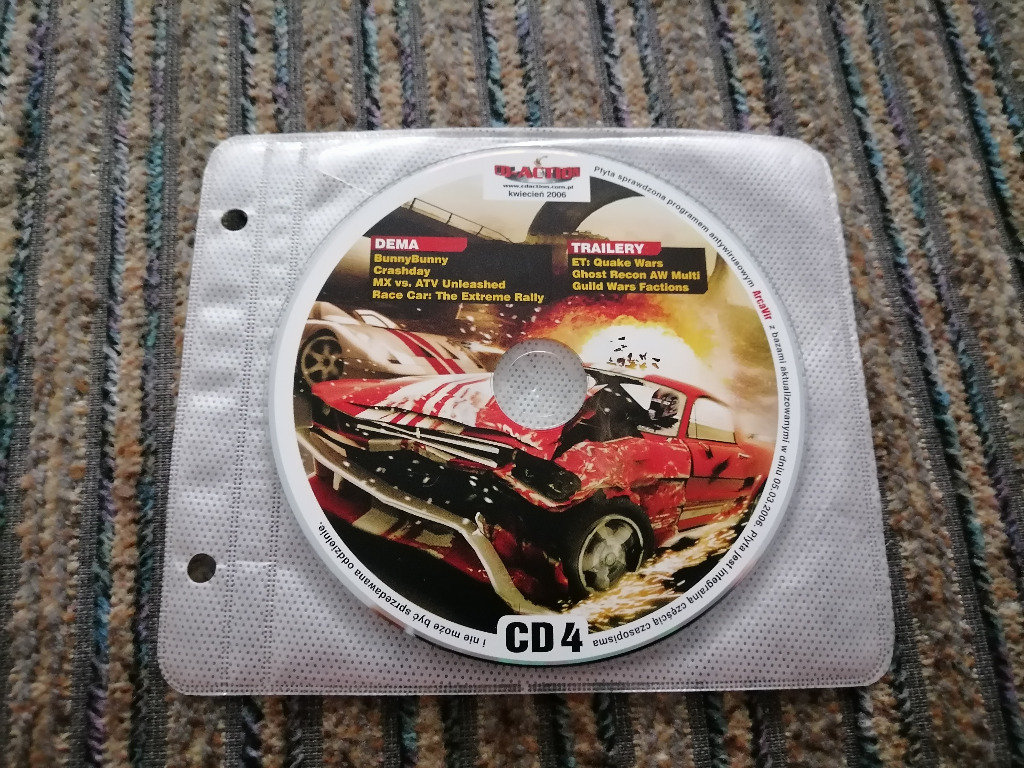 CD-ACTION
www.cdaction.com.pl
kwiecień 2006
DEMA
BunnyBunny
Crashday
MX vs. ATV Unleashed
Race Car: The Extreme Rally
TRAILERY
ET: Quake Wars
Ghost Recon AW Multi
Guild Wars Factions
Płyta sprawdzona programem antywirusowym ArcaVir z bazami aktualizowanymi w dniu 05.03.2006. Płyta jest integralną częścią czasopisma
i nie może być sprzedawana oddzielnie.
CD 4